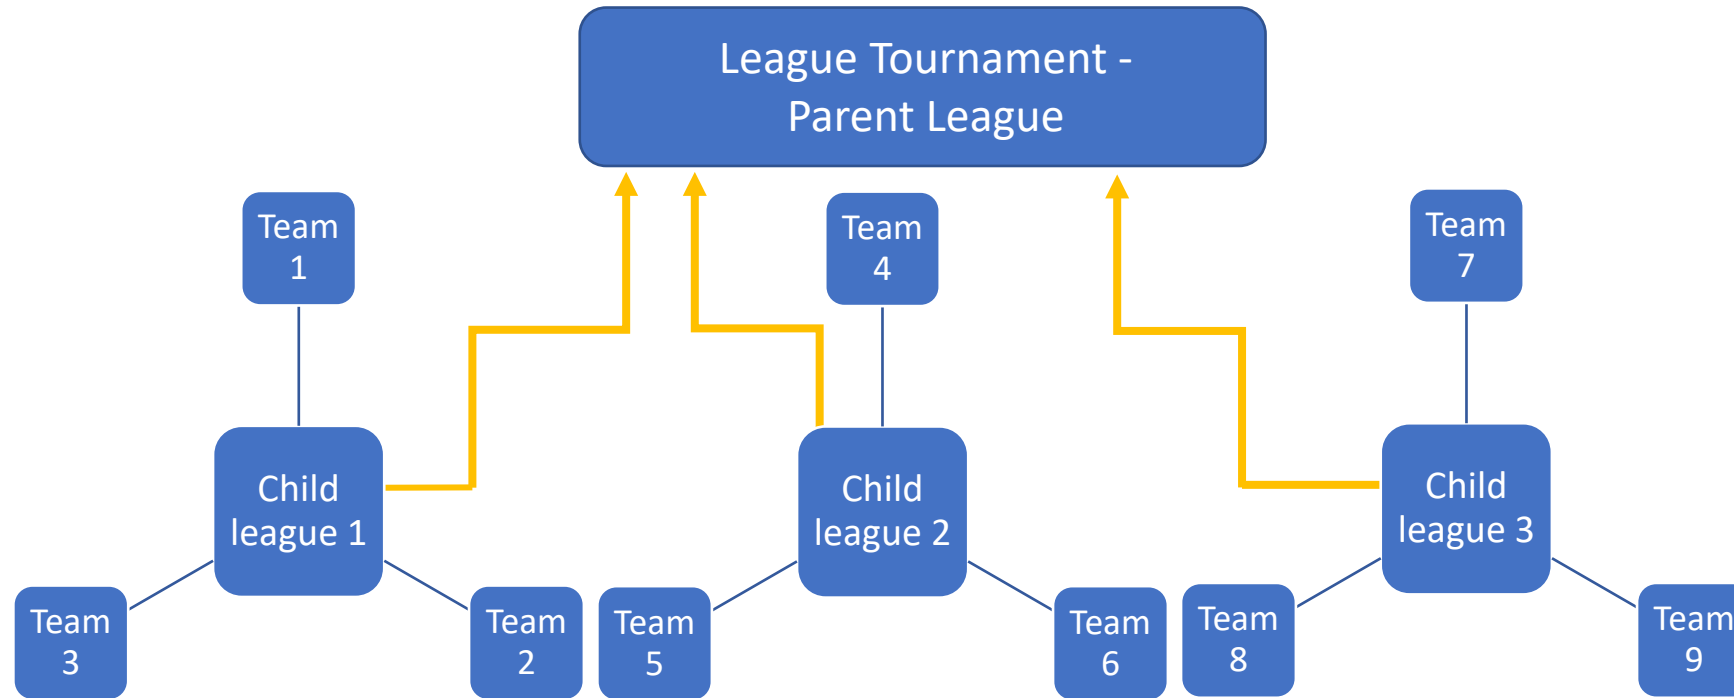 League Tournament -
Parent League
Team
1
Team
4
Team
7
Child
league 1
Child
league 2
Child
league 3
Team
3
Team
2
Team
5
Team
6
Team
8
Team
9